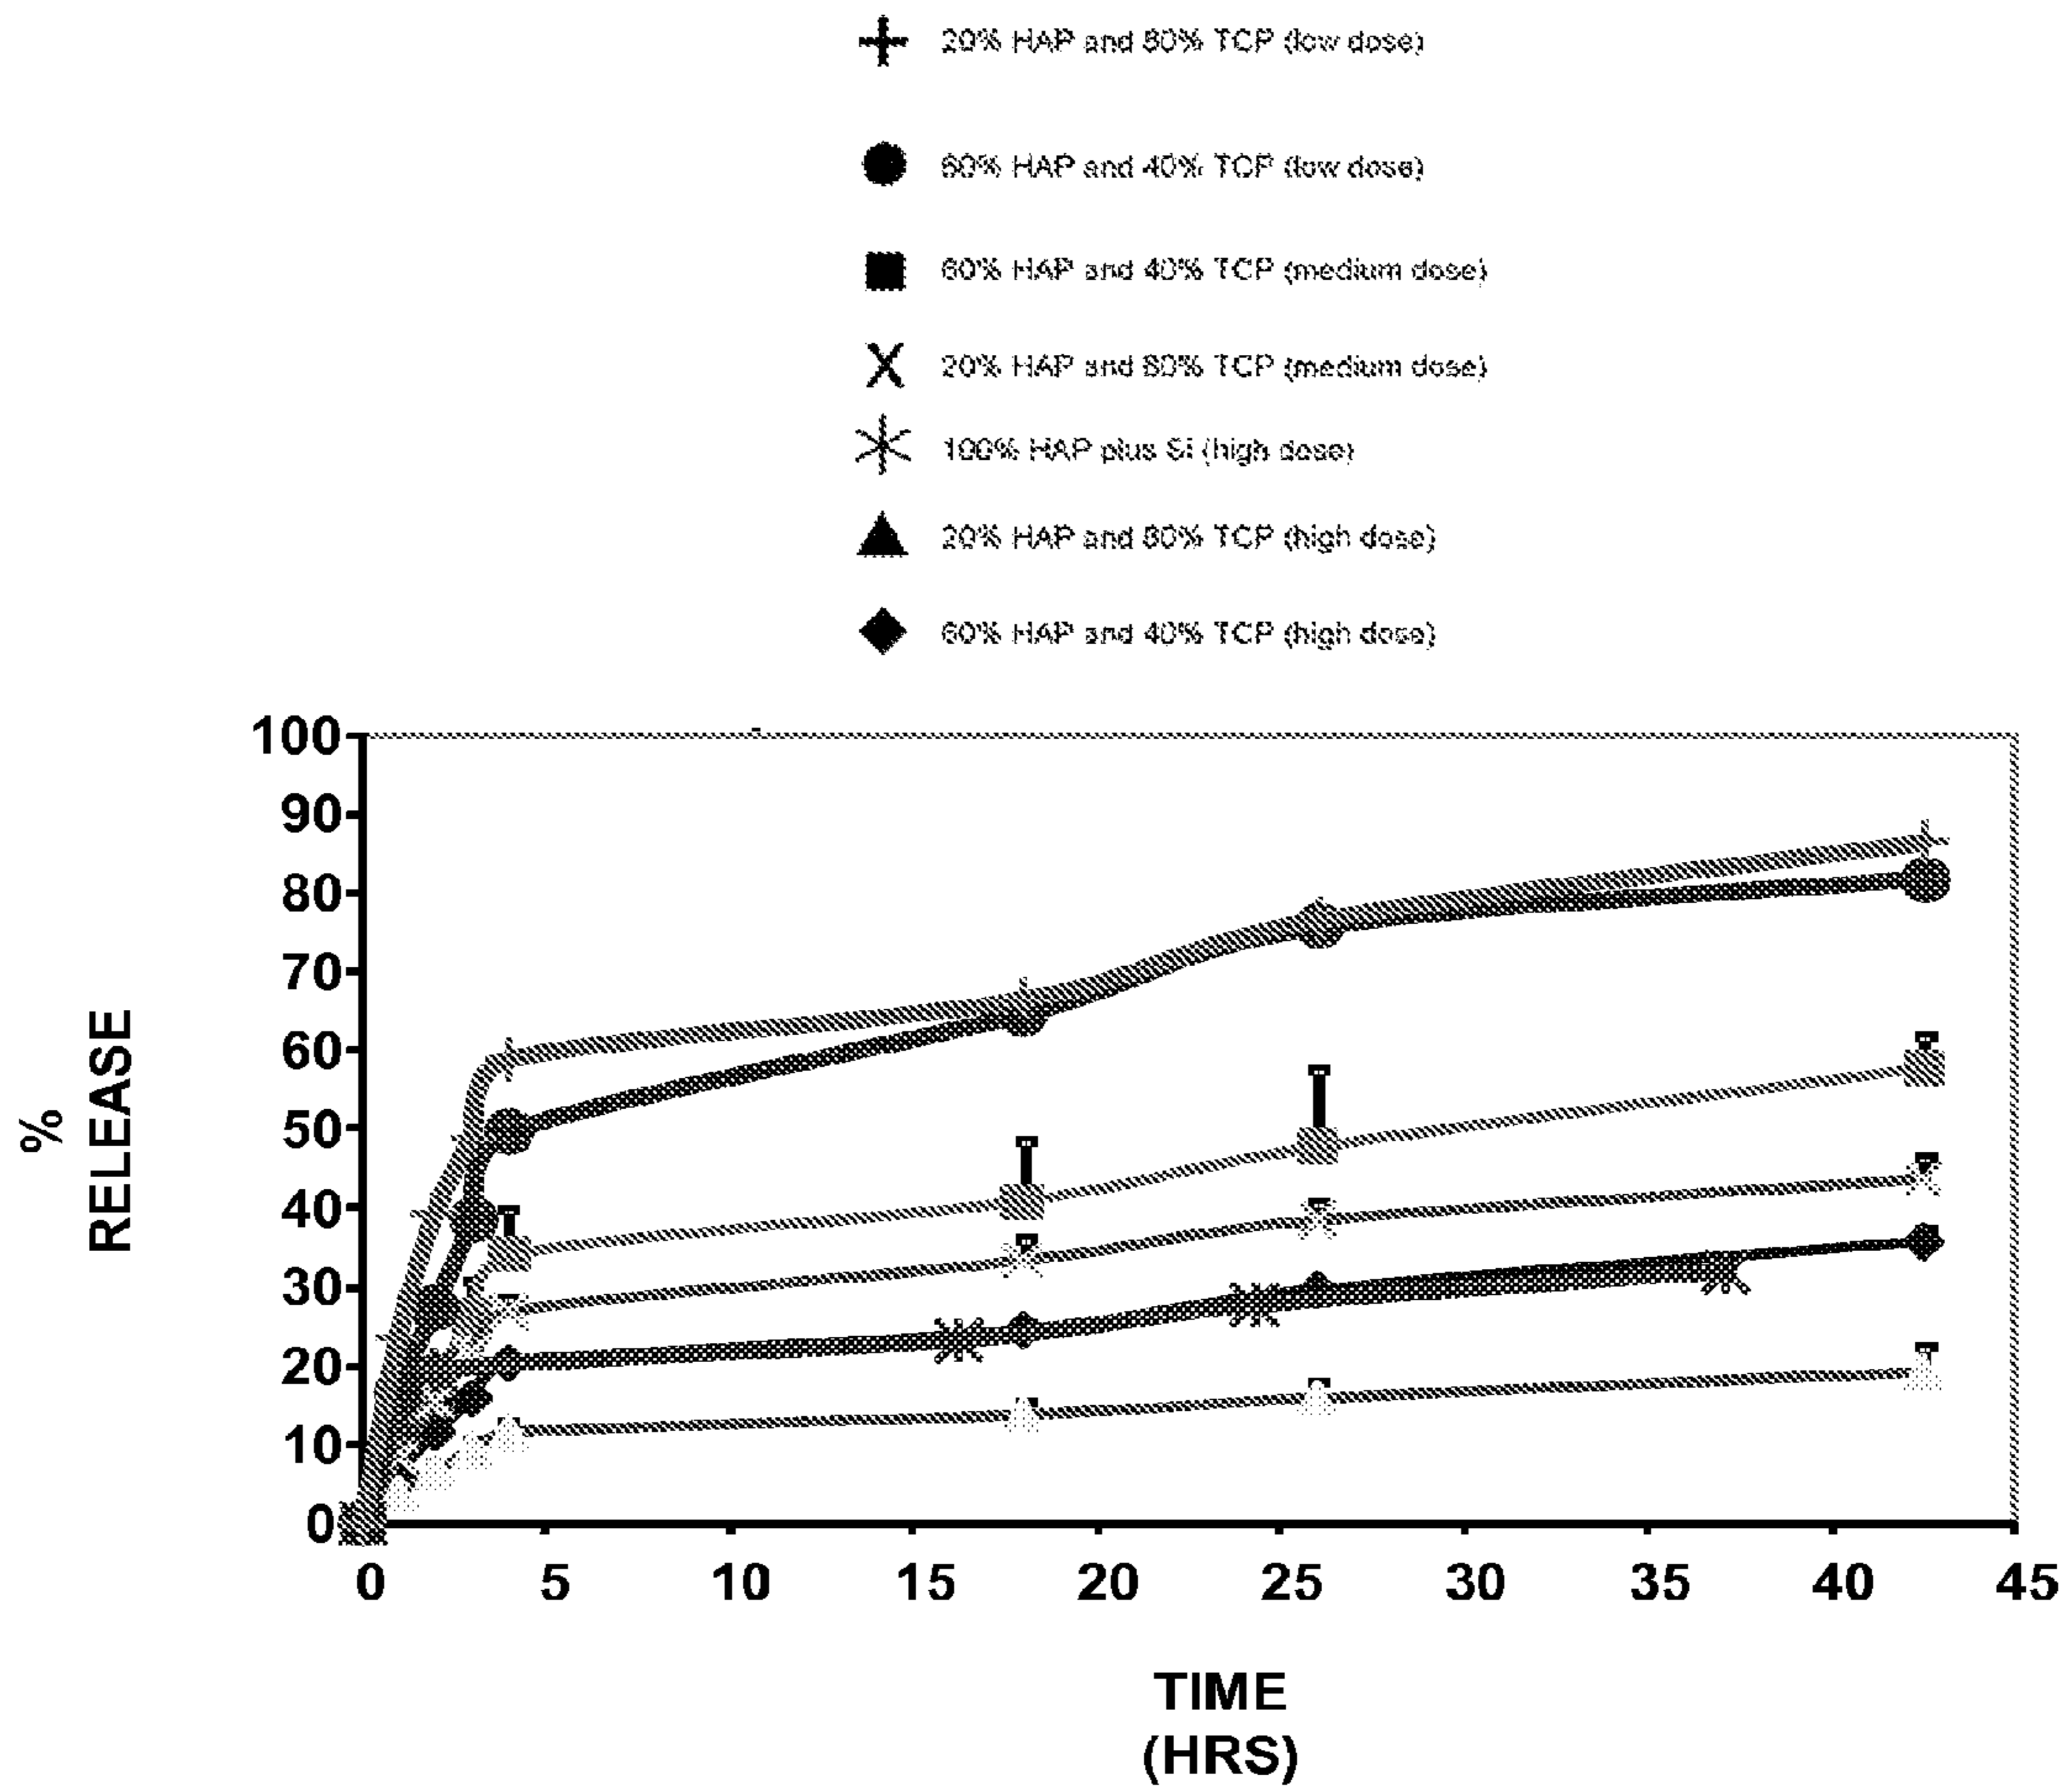 20% HAP and 80% TCP (low dose)
60% HAP and 40% TCP (low dose)
60% HAP and 40% TCP (medium dose)
20% HAP and 80% TCP (medium dose)
100% HAP plus Si (high dose)
20% HAP and 80% TCP (high dose)
60% HAP and 40% TCP (high dose)
100
90
80
70
60
50
40
30
20
10
0
%
RELEASE
0 5 10 15 20 25 30 35 40 45
TIME
(HRS)